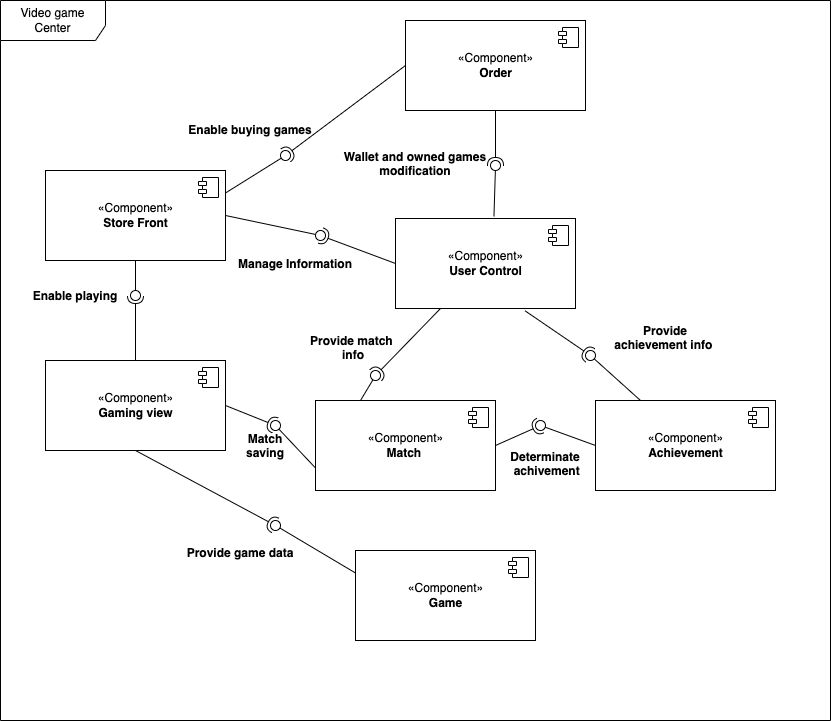 Video game
Center
«Component»
Order
Enable buying games
Wallet and owned games
modification
«Component»
Store Front
«Component»
User Control
Manage Information
Enable playing
Provide match
info
Provide
achievement info
«Component»
Gaming view
Match
saving
«Component»
Match
Determinate
achivement
«Component»
Achievement
Provide game data
«Component»
Game